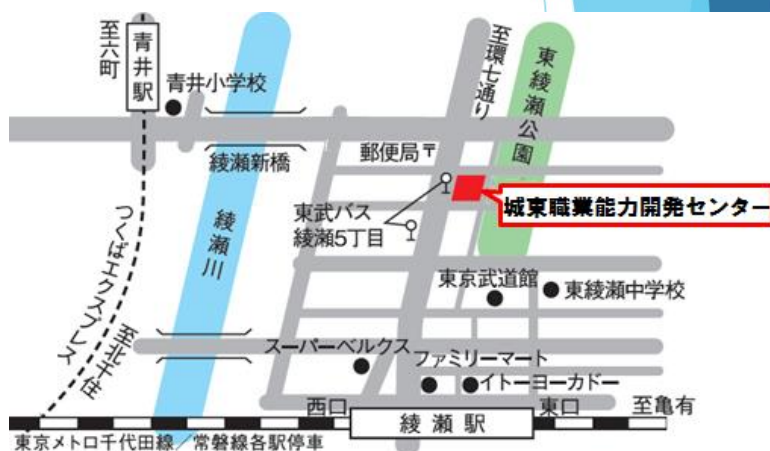 至六町
青井駅
青井小学校
綾瀬新橋
綾瀬川
つくばエクスプレス
至北千住
至環七通り
東綾瀬公園
郵便局〒
城東職業能力開発センター
東武バス
綾瀬5丁目
東京武道館
東綾瀬中学校
スーパーベルクス
ファミリーマート
イトーヨーカドー
西口
綾瀬駅
東口
至亀有
東京メトロ千代田線／常磐線各駅停車